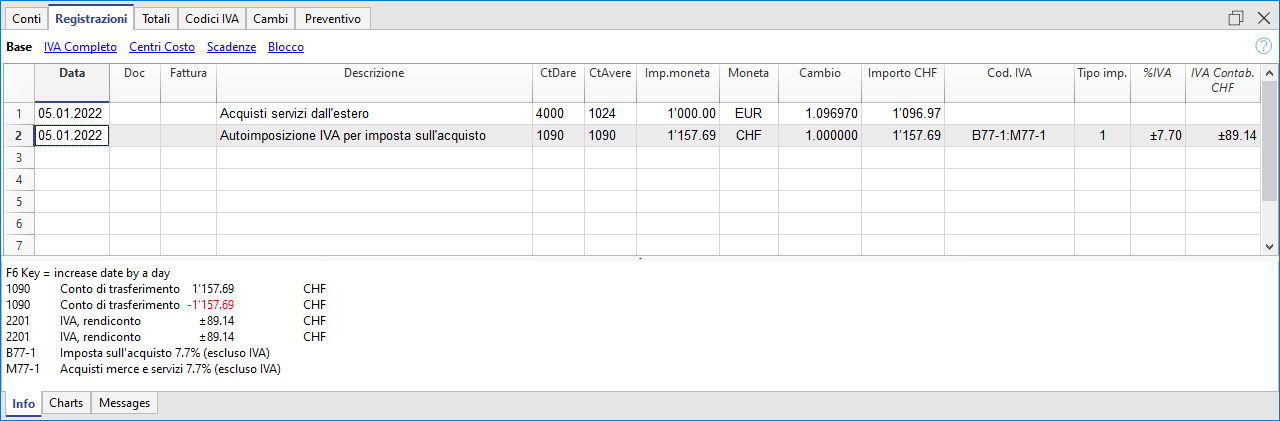 Conti Registrazioni Totali Codici IVA Cambi Preventivo
Base IVA Completo Centri Costo Scadenze Blocco ?
Data Doc Fattura Descrizione CtDare CtAvere Imp.moneta Moneta Cambio Importo CHF Cod. IVA Tipo imp. %IVA IVA Contab. CHF
1 05.01.2022 Acquisti servizi dall'estero 4000 1024 1'000.00 EUR 1.096970 1'096.97
2 05.01.2022 Autoimposizione IVA per imposta sull'acquisto 1090 1090 1'157.69 CHF 1.000000 1'157.69 B77-1:M77-1 1 ±7.70 ±89.14
3
4
5
6
7
F6 Key = increase date by a day
1090 Conto di trasferimento 1'157.69 CHF
1090 Conto di trasferimento -1'157.69 CHF
2201 IVA, rendiconto ±89.14 CHF
2201 IVA, rendiconto ±89.14 CHF
B77-1 Imposta sull'acquisto 7.7% (escluso IVA)
M77-1 Acquisti merce e servizi 7.7% (escluso IVA)
Info Charts Messages